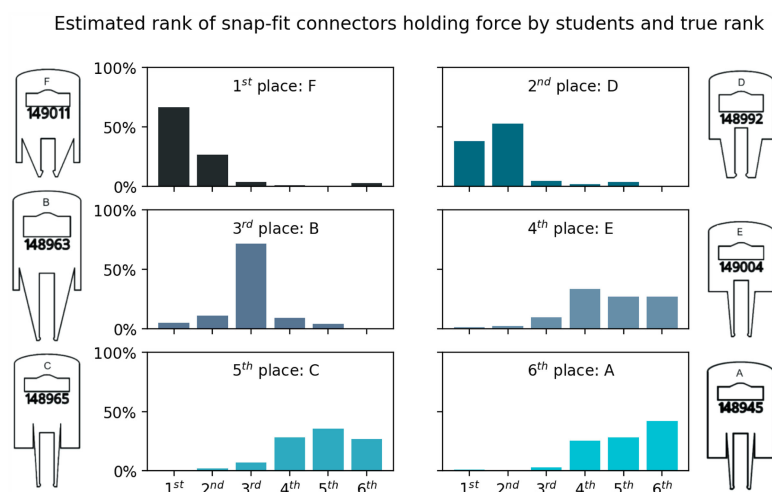 Estimated rank of snap-fit connectors holding force by students and true rank
F
149011
100%
50%
0%
1st place: F
2nd place: D
D
148992
B
148963
100%
50%
0%
3rd place: B
4th place: E
E
149004
C
148965
100%
50%
0%
5th place: C
6th place: A
A
148945
1st 2nd 3rd 4th 5th 6th
1st 2nd 3rd 4th 5th 6th